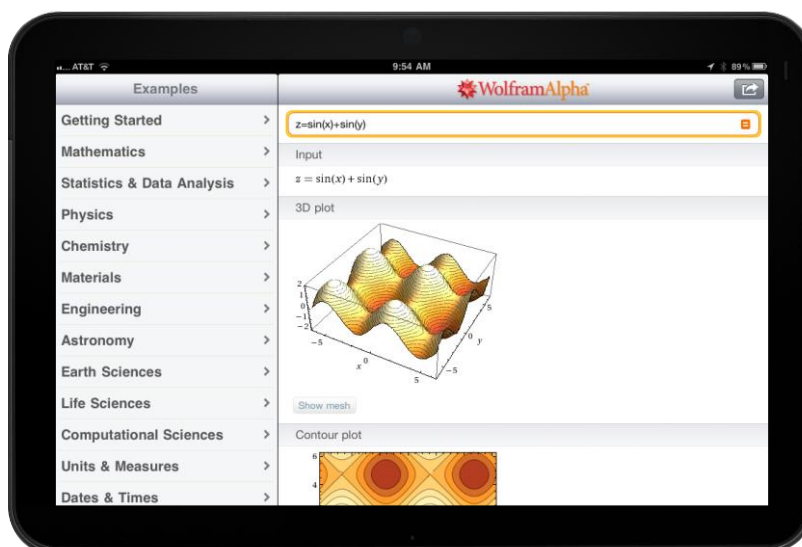 AT&T
9:54 AM
89%
Examples
WolframAlpha
Getting Started
Mathematics
Statistics & Data Analysis
Physics
Chemistry
Materials
Engineering
Astronomy
Earth Sciences
Life Sciences
Computational Sciences
Units & Measures
Dates & Times
z=sin(x)+sin(y)
Input
z = sin(x) + sin(y)
3D plot
2
1
0
-1
-2
-5
0
5
x
-5
0
5
y
Show mesh
Contour plot
6
4